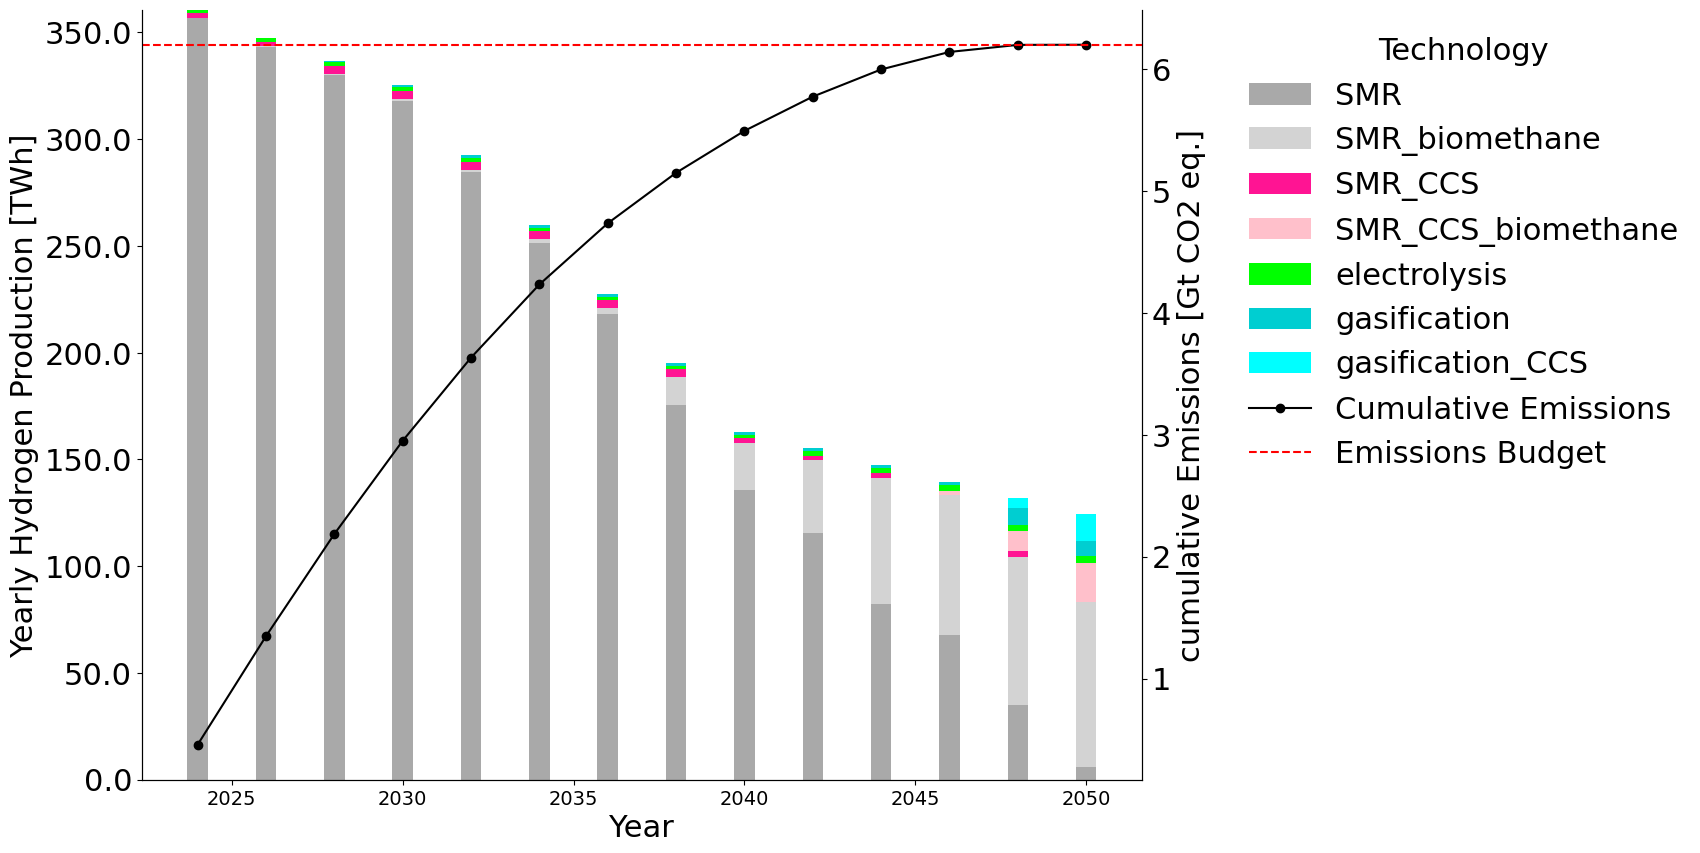 Yearly Hydrogen Production [TWh]
350.0
300.0
250.0
200.0
150.0
100.0
50.0
0.0
2025
2030
2035
2040
2045
2050
Year
6
5
4
3
2
1
cumulative Emissions [Gt CO2 eq.]
Technology
SMR
SMR_biomethane
SMR_CCS
SMR_CCS_biomethane
electrolysis
gasification
gasification_CCS
Cumulative Emissions
Emissions Budget